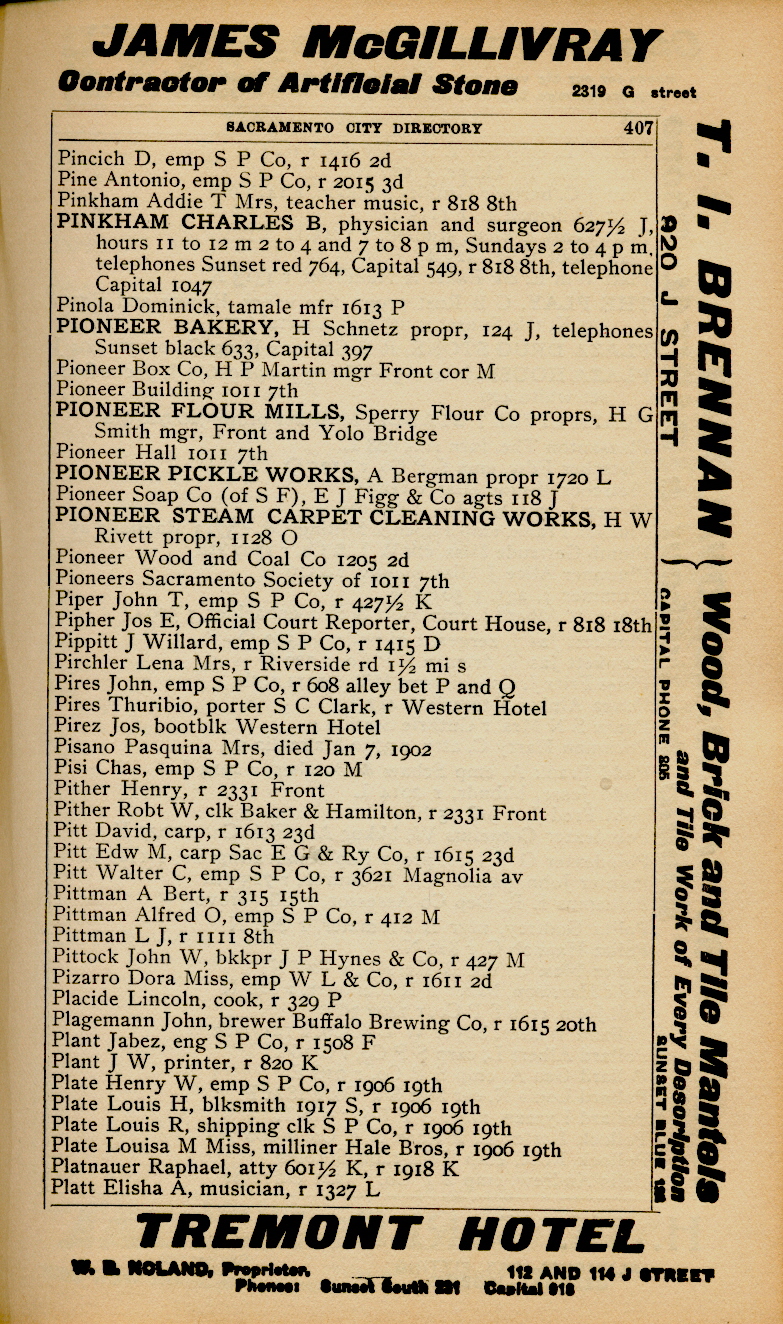 JAMES McGILLIVRAY
Contractor of Artificial Stone 2319 G street
SACRAMENTO CITY DIRECTORY 407
Pincich D, emp S P Co, r 1416 2d
Pine Antonio, emp S P Co, r 2015 3d
Pinkham Addie T Mrs, teacher music, r 818 8th
PINKHAM CHARLES B, physician and surgeon 627½ J,
hours 11 to 12 m 2 to 4 and 7 to 8 p m, Sundays 2 to 4 p m,
telephones Sunset red 764, Capital 549, r 818 8th, telephone
Capital 1047
Pinola Dominick, tamale mfr 1613 P
PIONEER BAKERY, H Schnetz propr, 124 J, telephones
Sunset black 633, Capital 397
Pioneer Box Co, H P Martin mgr Front cor M
Pioneer Building 1011 7th
PIONEER FLOUR MILLS, Sperry Flour Co proprs, H G
Smith mgr, Front and Yolo Bridge
Pioneer Hall 1011 7th
PIONEER PICKLE WORKS, A Bergman propr 1720 L
Pioneer Soap Co (of S F), E J Figg & Co agts 118 J
PIONEER STEAM CARPET CLEANING WORKS, H W
Rivett propr, 1128 O
Pioneer Wood and Coal Co 1205 2d
Pioneers Sacramento Society of 1011 7th
Piper John T, emp S P Co, r 427½ K
Pipher Jos E, Official Court Reporter, Court House, r 818 18th
Pippitt J Willard, emp S P Co, r 1415 D
Pirchler Lena Mrs, r Riverside rd 1½ mi s
Pires John, emp S P Co, r 608 alley bet P and Q
Pires Thuribio, porter S C Clark, r Western Hotel
Pirez Jos, bootblk Western Hotel
Pisano Pasquina Mrs, died Jan 7, 1902
Pisi Chas, emp S P Co, r 120 M
Pither Henry, r 2331 Front
Pither Robt W, clk Baker & Hamilton, r 2331 Front
Pitt David, carp, r 1613 23d
Pitt Edw M, carp Sac E G & Ry Co, r 1615 23d
Pitt Walter C, emp S P Co, r 3621 Magnolia av
Pittman A Bert, r 315 15th
Pittman Alfred O, emp S P Co, r 412 M
Pittman L J, r 1111 8th
Pittock John W, bkkpr J P Hynes & Co, r 427 M
Pizarro Dora Miss, emp W L & Co, r 1611 2d
Placide Lincoln, cook, r 329 P
Plagemann John, brewer Buffalo Brewing Co, r 1615 20th
Plant Jabez, eng S P Co, r 1508 F
Plant J W, printer, r 820 K
Plate Henry W, emp S P Co, r 1906 19th
Plate Louis H, blksmith 1917 S, r 1906 19th
Plate Louis R, shipping clk S P Co, r 1906 19th
Plate Louisa M Miss, milliner Hale Bros, r 1906 19th
Platnauer Raphael, atty 601½ K, r 1918 K
Platt Elisha A, musician, r 1327 L
T. I. BRENNAN
920 J STREET
Wood, Brick and Tile Mantels
and Tile Work of Every Description
CAPITAL PHONE 805
SUNSET BLUE
TREMONT HOTEL
W. B. NOLAND, Proprietor. 112 AND 114 J STREET
Phones: Sunset South 291 Capital 918